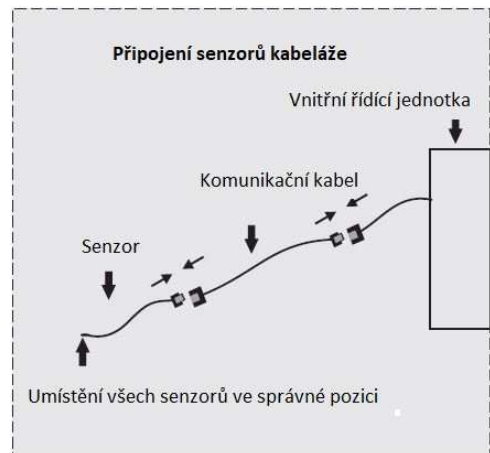 Připojení senzorů kabeláže
Vnitřní řídící jednotka
Komunikační kabel
Senzor
Umístění všech senzorů ve správné pozici